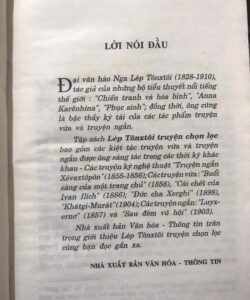 LỜI NÓI ĐẦU
Đại văn hào Nga Lép Tônxtôi (1828-1910),
tác giả của những bộ tiểu thuyết nổi tiếng
thế giới : "Chiến tranh và hòa bình", "Anna
Karênhina", "Phục sinh"; đồng thời, ông cũng
là bậc thầy kỳ tài của các tác phẩm truyện
vừa và truyện ngắn.
Tập sách Lép Tônxtôi truyện chọn lọc
bao gồm các kiệt tác truyện vừa và truyện
ngắn được ông sáng tác trong các thời kỳ khác
khau - Các truyện ký nghệ thuật "Truyện ngắn
Xêvaxtôpôn" (1855-1856); Các truyện vừa : "Buổi
sáng của một trang chủ" (1856), "Cái chết của
Ivan Ilich" (1886), "Đức cha Xerghi" (1898),
"Khátgi-Murát" (1904); Các truyện ngắn: "Luyx-
erno" (1857) và "Sau đêm vũ hội" (1903).
Nhà xuất bản Văn hóa - Thông tin trân
trọng giới thiệu Lép Tônxtôi truyện chọn lọc
cùng bạn đọc gần xa.
NHÀ XUẤT BẢN VĂN HÓA - THÔNG TIN